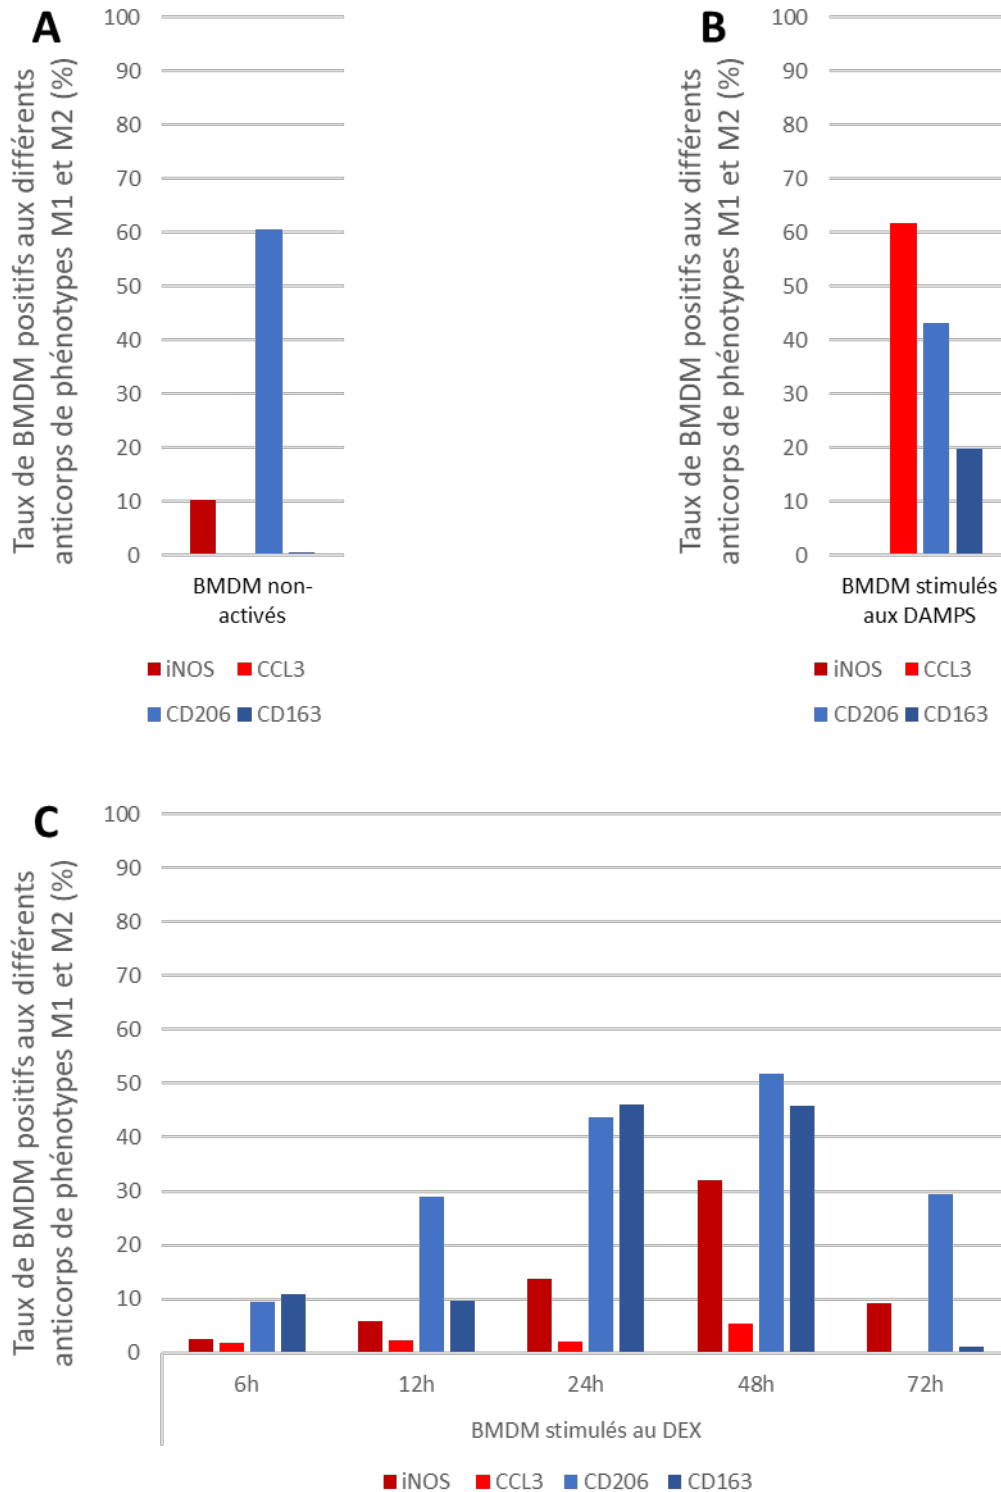 A
Taux de BMDM positifs aux différents
anticorps de phénotypes M1 et M2 (%)
100
90
80
70
60
50
40
30
20
10
0
BMDM non-
activés
iNOS CCL3
CD206 CD163
B
Taux de BMDM positifs aux différents
anticorps de phénotypes M1 et M2 (%)
100
90
80
70
60
50
40
30
20
10
0
BMDM stimulés
aux DAMPS
iNOS CCL3
CD206 CD163
C
Taux de BMDM positifs aux différents
anticorps de phénotypes M1 et M2 (%)
100
90
80
70
60
50
40
30
20
10
0
6h 12h 24h 48h 72h
BMDM stimulés au DEX
iNOS CCL3 CD206 CD163